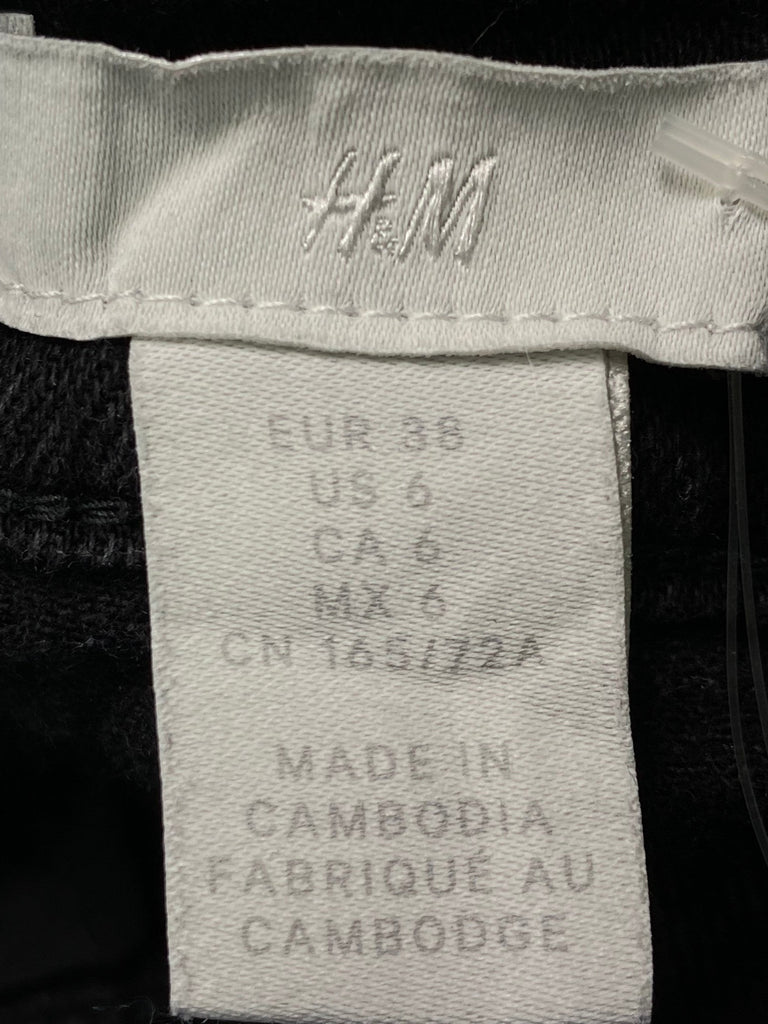 H&M
EUR 38
US 6
CA 6
MX 6
CN 165/72A
MADE IN
CAMBODIA
FABRIQUÉ AU
CAMBODGE